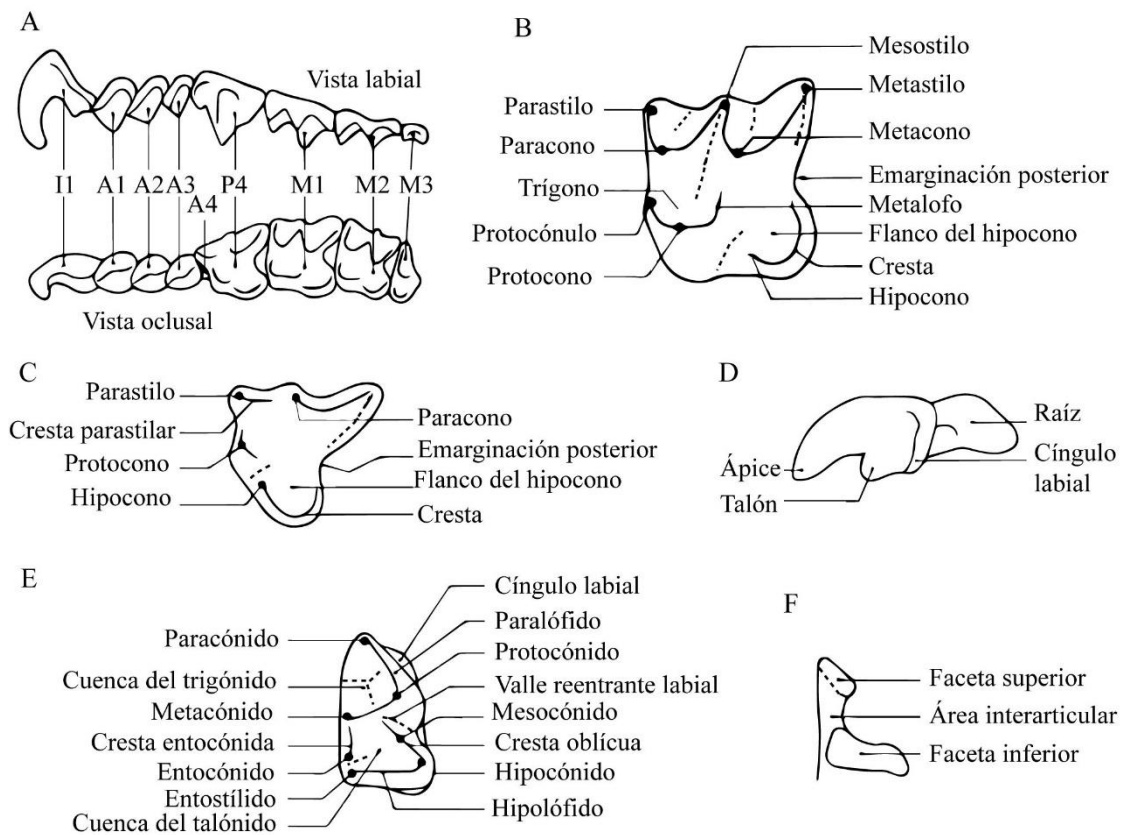 A
Vista labial
I1 A1 A2 A3 A4 P4 M1 M2 M3
Vista oclusal
B
Mesostilo
Metastilo
Parastilo
Metacono
Paracono
Emarginación posterior
Trígono
Metalofo
Protocónulo
Flanco del hipocono
Protocono
Cresta
Hipocono
C
Parastilo
Cresta parastilar
Protocono
Hipocono
Paracono
Emarginación posterior
Flanco del hipocono
Cresta
D
Raíz
Ápice
Cíngulo
labial
Talón
E
Cíngulo labial
Paralófido
Paracónido
Protocónido
Cuenca del trigónido
Valle reentrante labial
Metacónido
Mesocónido
Cresta entocónida
Cresta oblícua
Entocónido
Hipocónido
Entostílido
Hipolófido
Cuenca del talónido
F
Faceta superior
Área interarticular
Faceta inferior